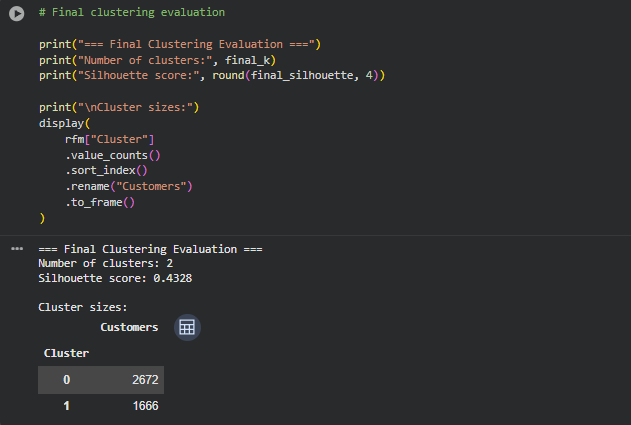 # Final clustering evaluation
print("=== Final Clustering Evaluation ===")
print("Number of clusters:", final_k)
print("Silhouette score:", round(final_silhouette, 4))
print("\nCluster sizes:")
display(
    rfm["Cluster"]
    .value_counts()
    .sort_index()
    .rename("Customers")
    .to_frame()
)
=== Final Clustering Evaluation ===
Number of clusters: 2
Silhouette score: 0.4328
Cluster sizes:
Customers
Cluster
0 2672
1 1666